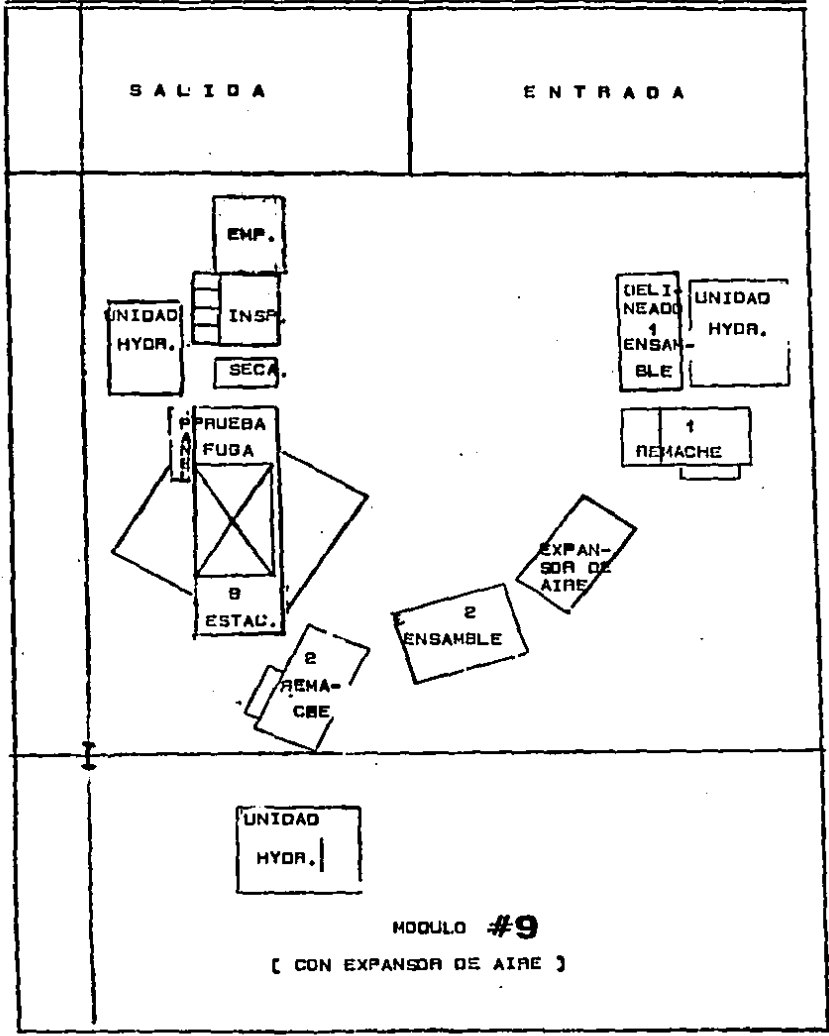 SALIDA
ENTRADA
EMP.
INSP.
UNIDAD
HYDR.
SECA.
PANEL
PRUEBA
FUGA
8
ESTAC.
DELI-
NEADO
1
ENSAM-
BLE
UNIDAD
HYDR.
1
REMACHE
EXPAN-
SOR DE
AIRE
2
ENSAMBLE
2
REMA-
CHE
UNIDAD
HYDR.
MODULO #9
[ CON EXPANSOR DE AIRE ]